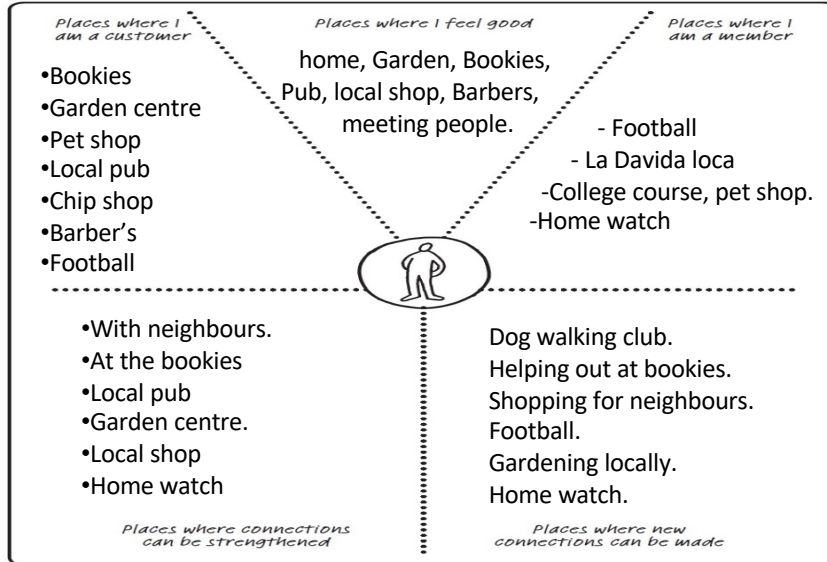 Places where I
am a customer
•Bookies
•Garden centre
•Pet shop
•Local pub
•Chip shop
•Barber’s
•Football
Places where I feel good
home, Garden, Bookies,
Pub, local shop, Barbers,
meeting people.
Places where I
am a member
- Football
- La Davida loca
-College course, pet shop.
-Home watch
•With neighbours.
•At the bookies
•Local pub
•Garden centre.
•Local shop
•Home watch
Places where connections
can be strengthened
Dog walking club.
Helping out at bookies.
Shopping for neighbours.
Football.
Gardening locally.
Home watch.
Places where new
connections can be made